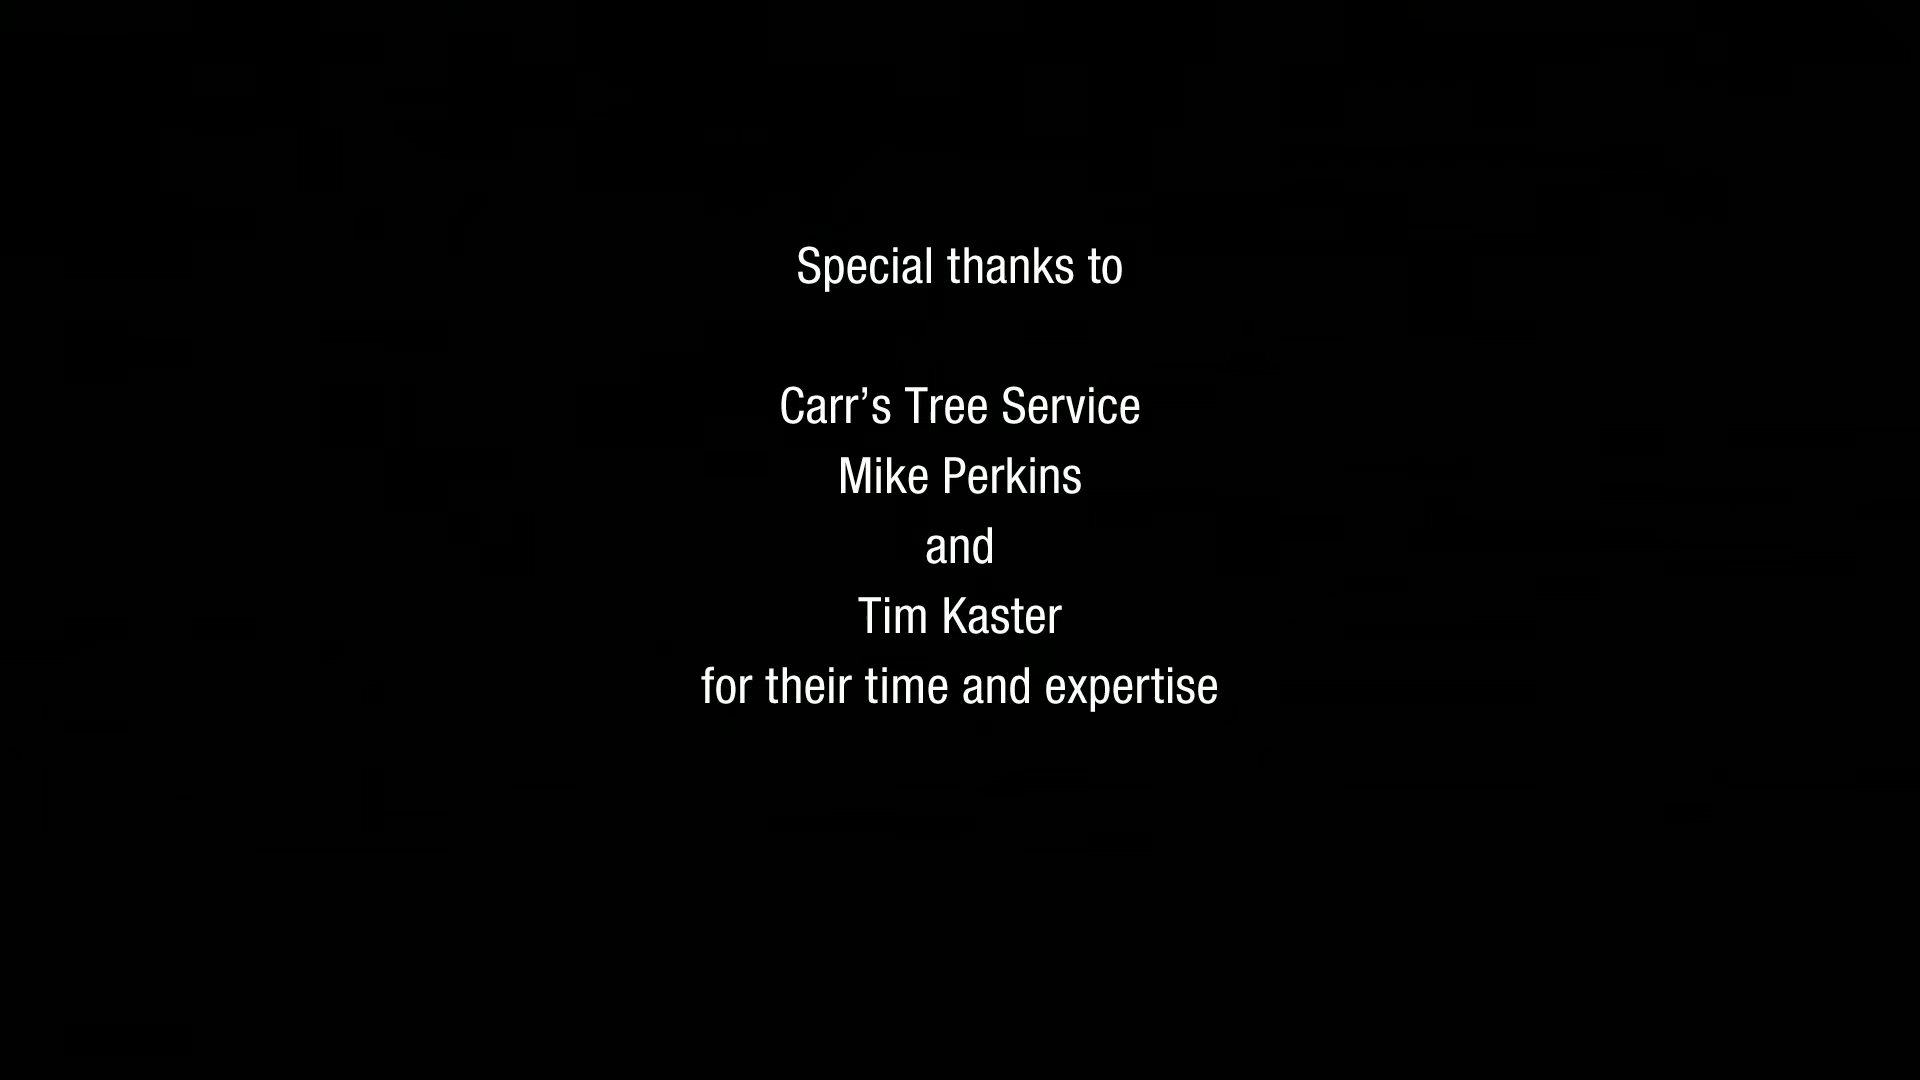 Special thanks to
Carr’s Tree Service
Mike Perkins
and
Tim Kaster
for their time and expertise